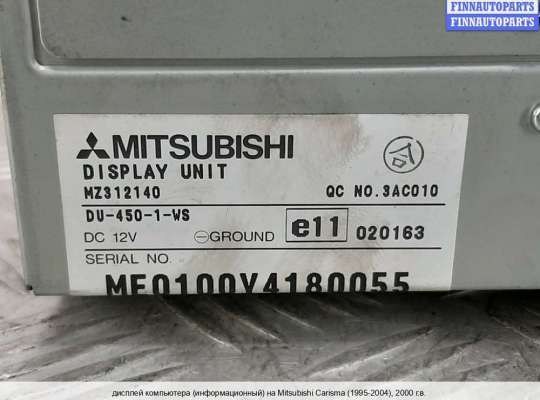 FINNAUTOPARTS
FINNAUTOPARTS
MITSUBISHI
DISPLAY UNIT
MZ312140 QC NO.3AC010
DU-450-1-WS
DC 12V ⊖GROUND e11 020163
SERIAL NO.
ME0100Y4180055
дисплей компьютера (информационный) на Mitsubishi Carisma (1995-2004), 2000 г.в.